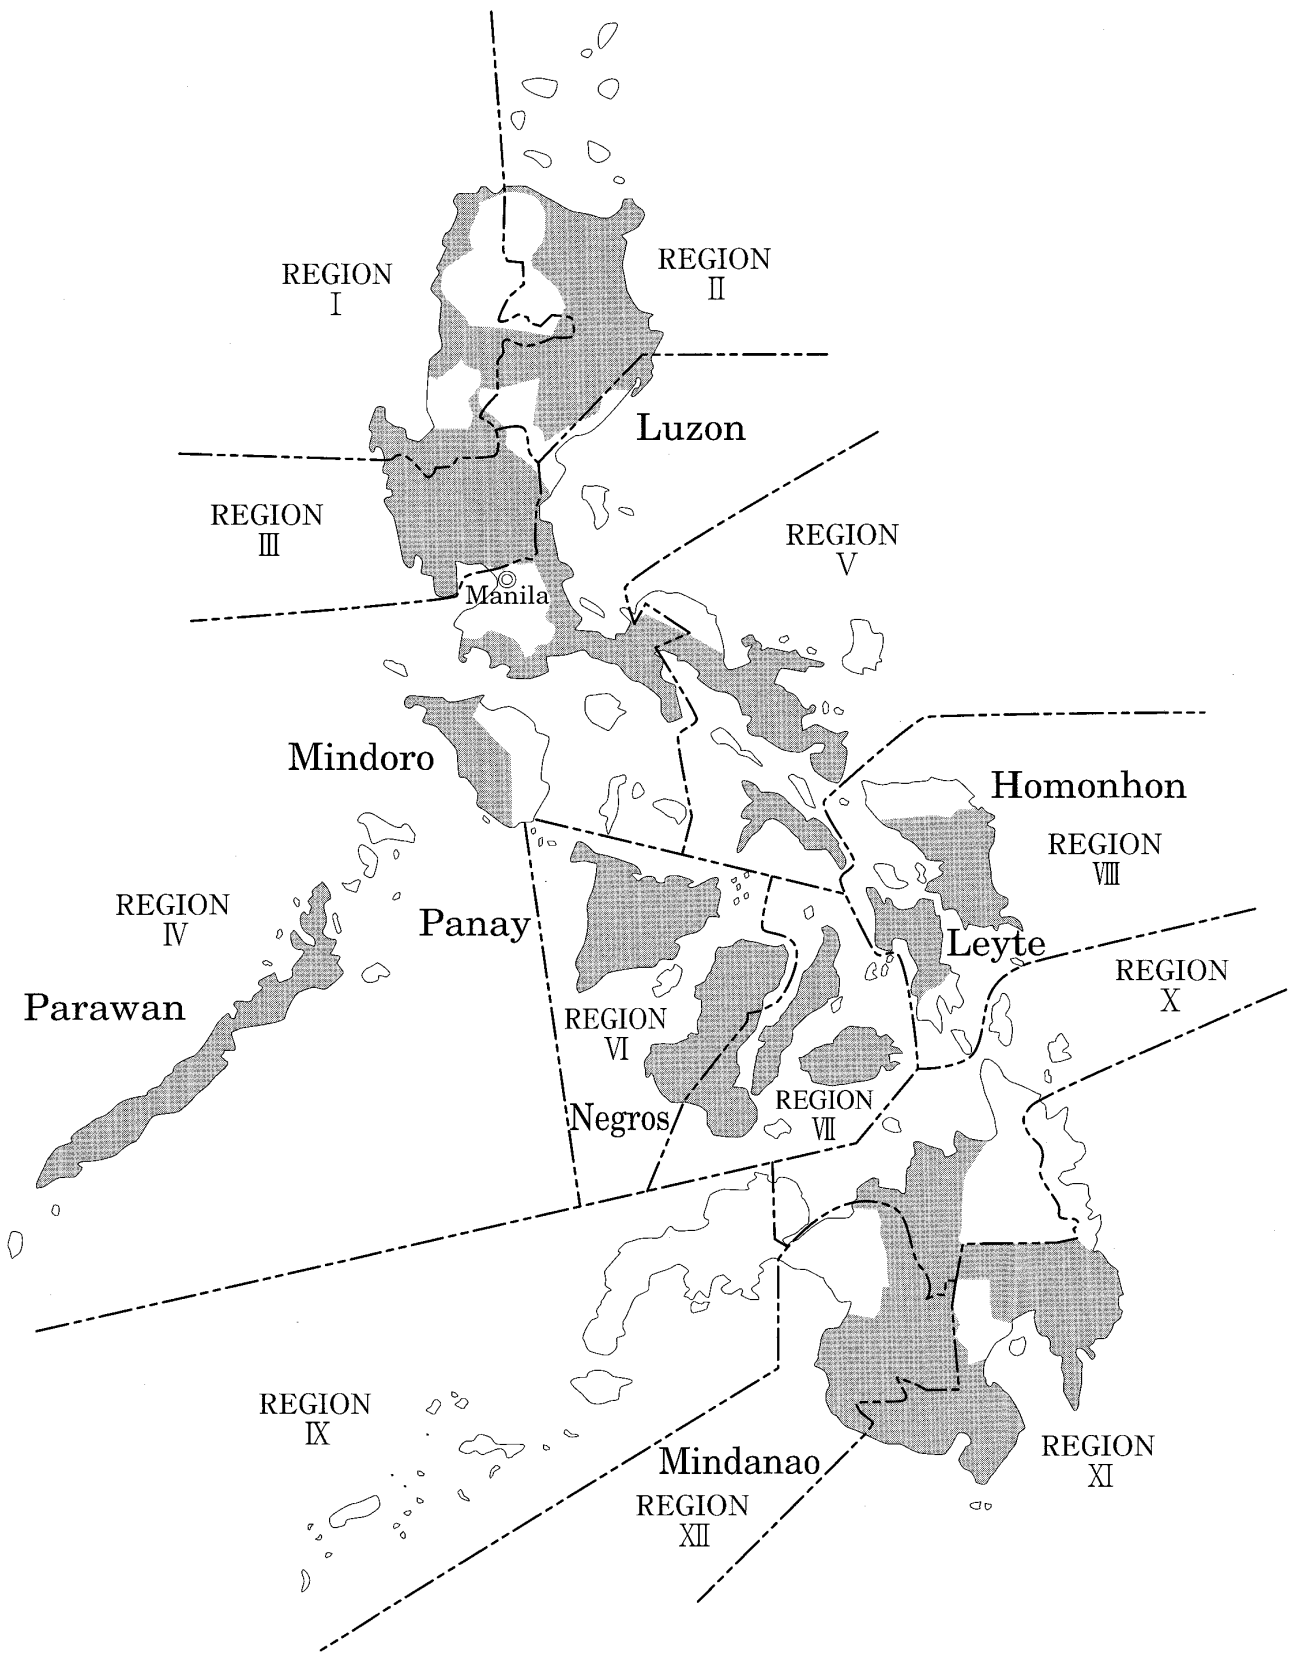 REGION
I
REGION
II
Luzon
REGION
III
REGION
V
Manila
Mindoro
Homonhon
REGION
VIII
REGION
IV
Panay
Leyte
REGION
X
Parawan
REGION
VI
Negros
REGION
VII
REGION
IX
Mindanao
REGION
XI
REGION
XII